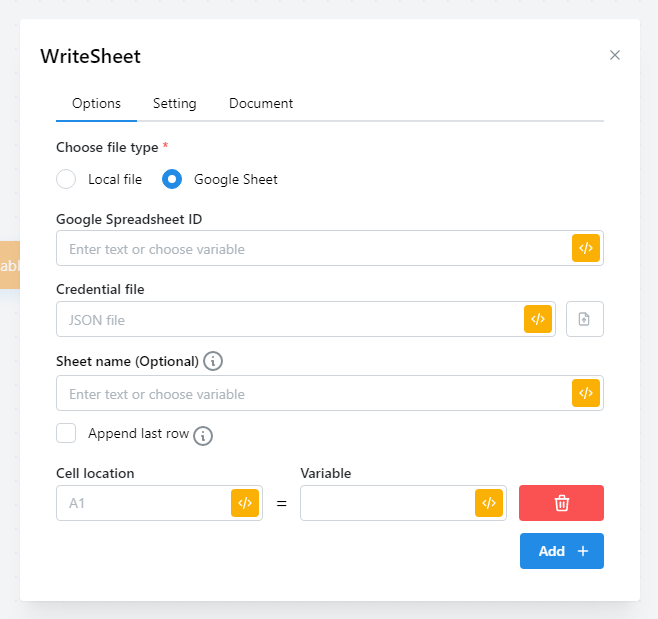 WriteSheet
Options Setting Document
Choose file type *
Local file Google Sheet
Google Spreadsheet ID
Enter text or choose variable </>
Credential file
JSON file </>
Sheet name (Optional) i
Enter text or choose variable </>
Append last row i
Cell location Variable
A1 </> = </>
Add +